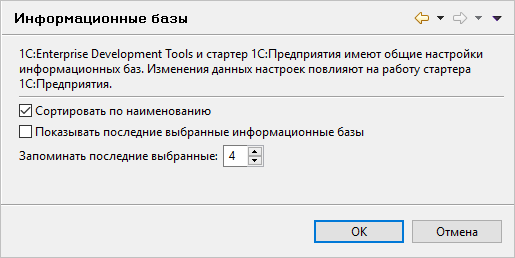 Информационные базы
1C:Enterprise Development Tools и стартер 1С:Предприятия имеют общие настройки
информационных баз. Изменения данных настроек повлияют на работу стартера
1С:Предприятия.
Сортировать по наименованию
Показывать последние выбранные информационные базы
Запоминать последние выбранные: 4
OK Отмена